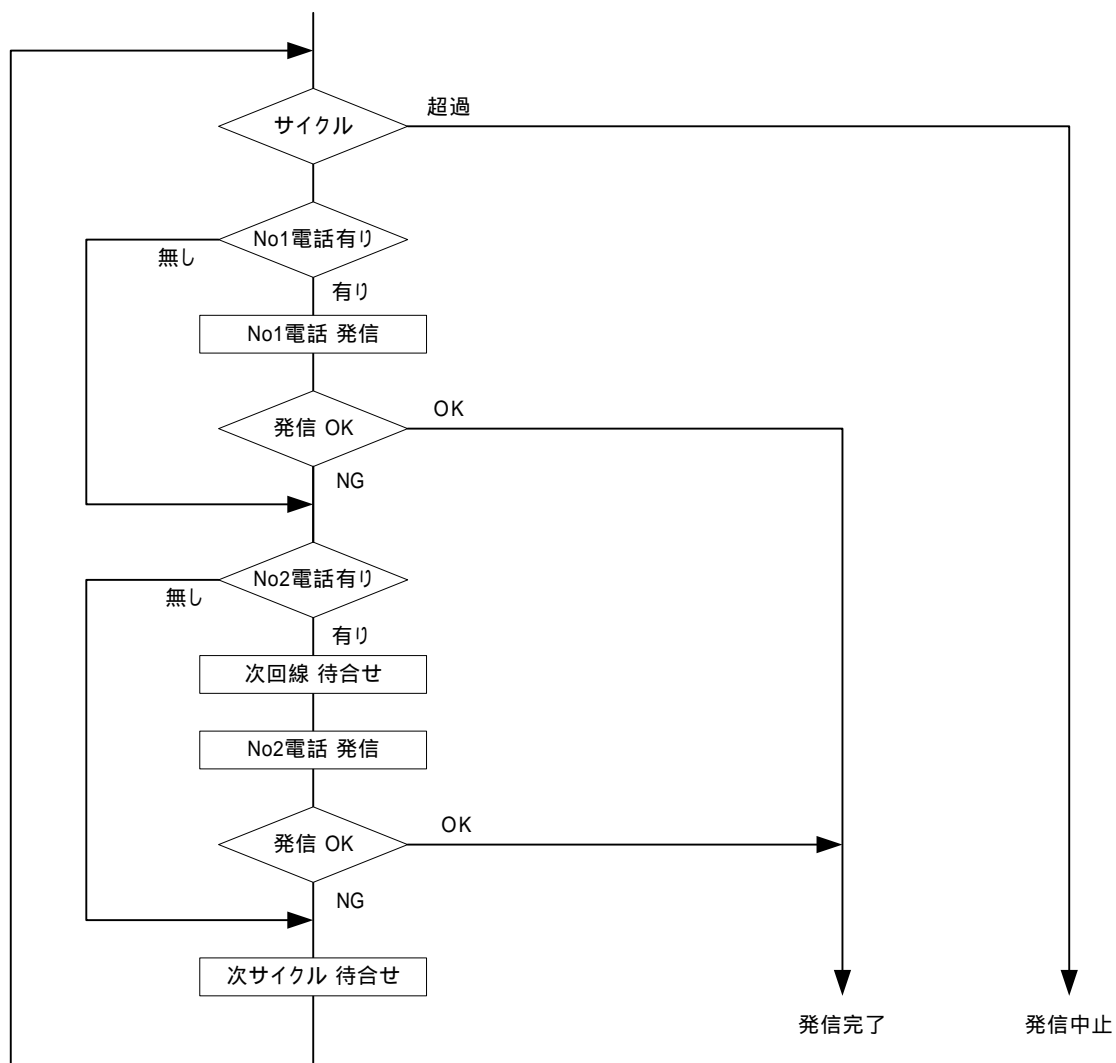 超過
サイクル
No1電話有り
無し
有り
No1電話 発信
OK
発信 OK
NG
No2電話有り
無し
有り
次回線 待合せ
No2電話 発信
OK
発信 OK
NG
次サイクル 待合せ
発信完了
発信中止